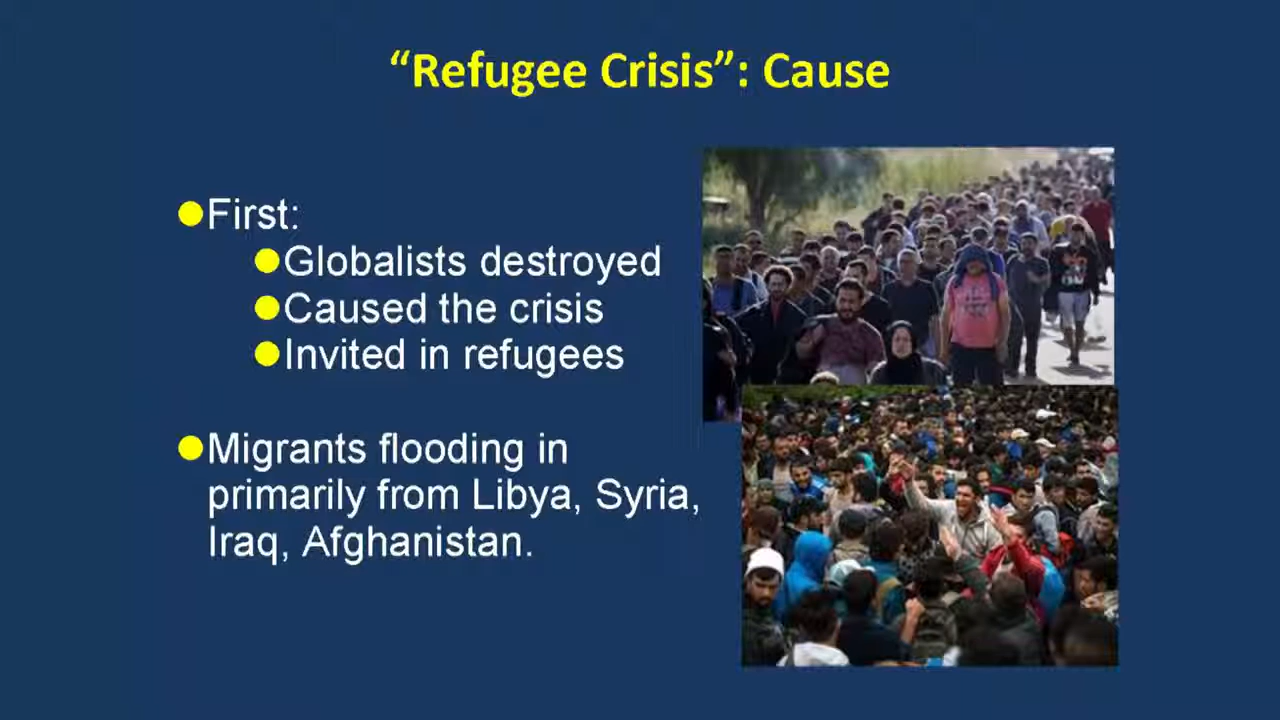 “Refugee Crisis”: Cause
First:
Globalists destroyed
Caused the crisis
Invited in refugees
Migrants flooding in
primarily from Libya, Syria,
Iraq, Afghanistan.